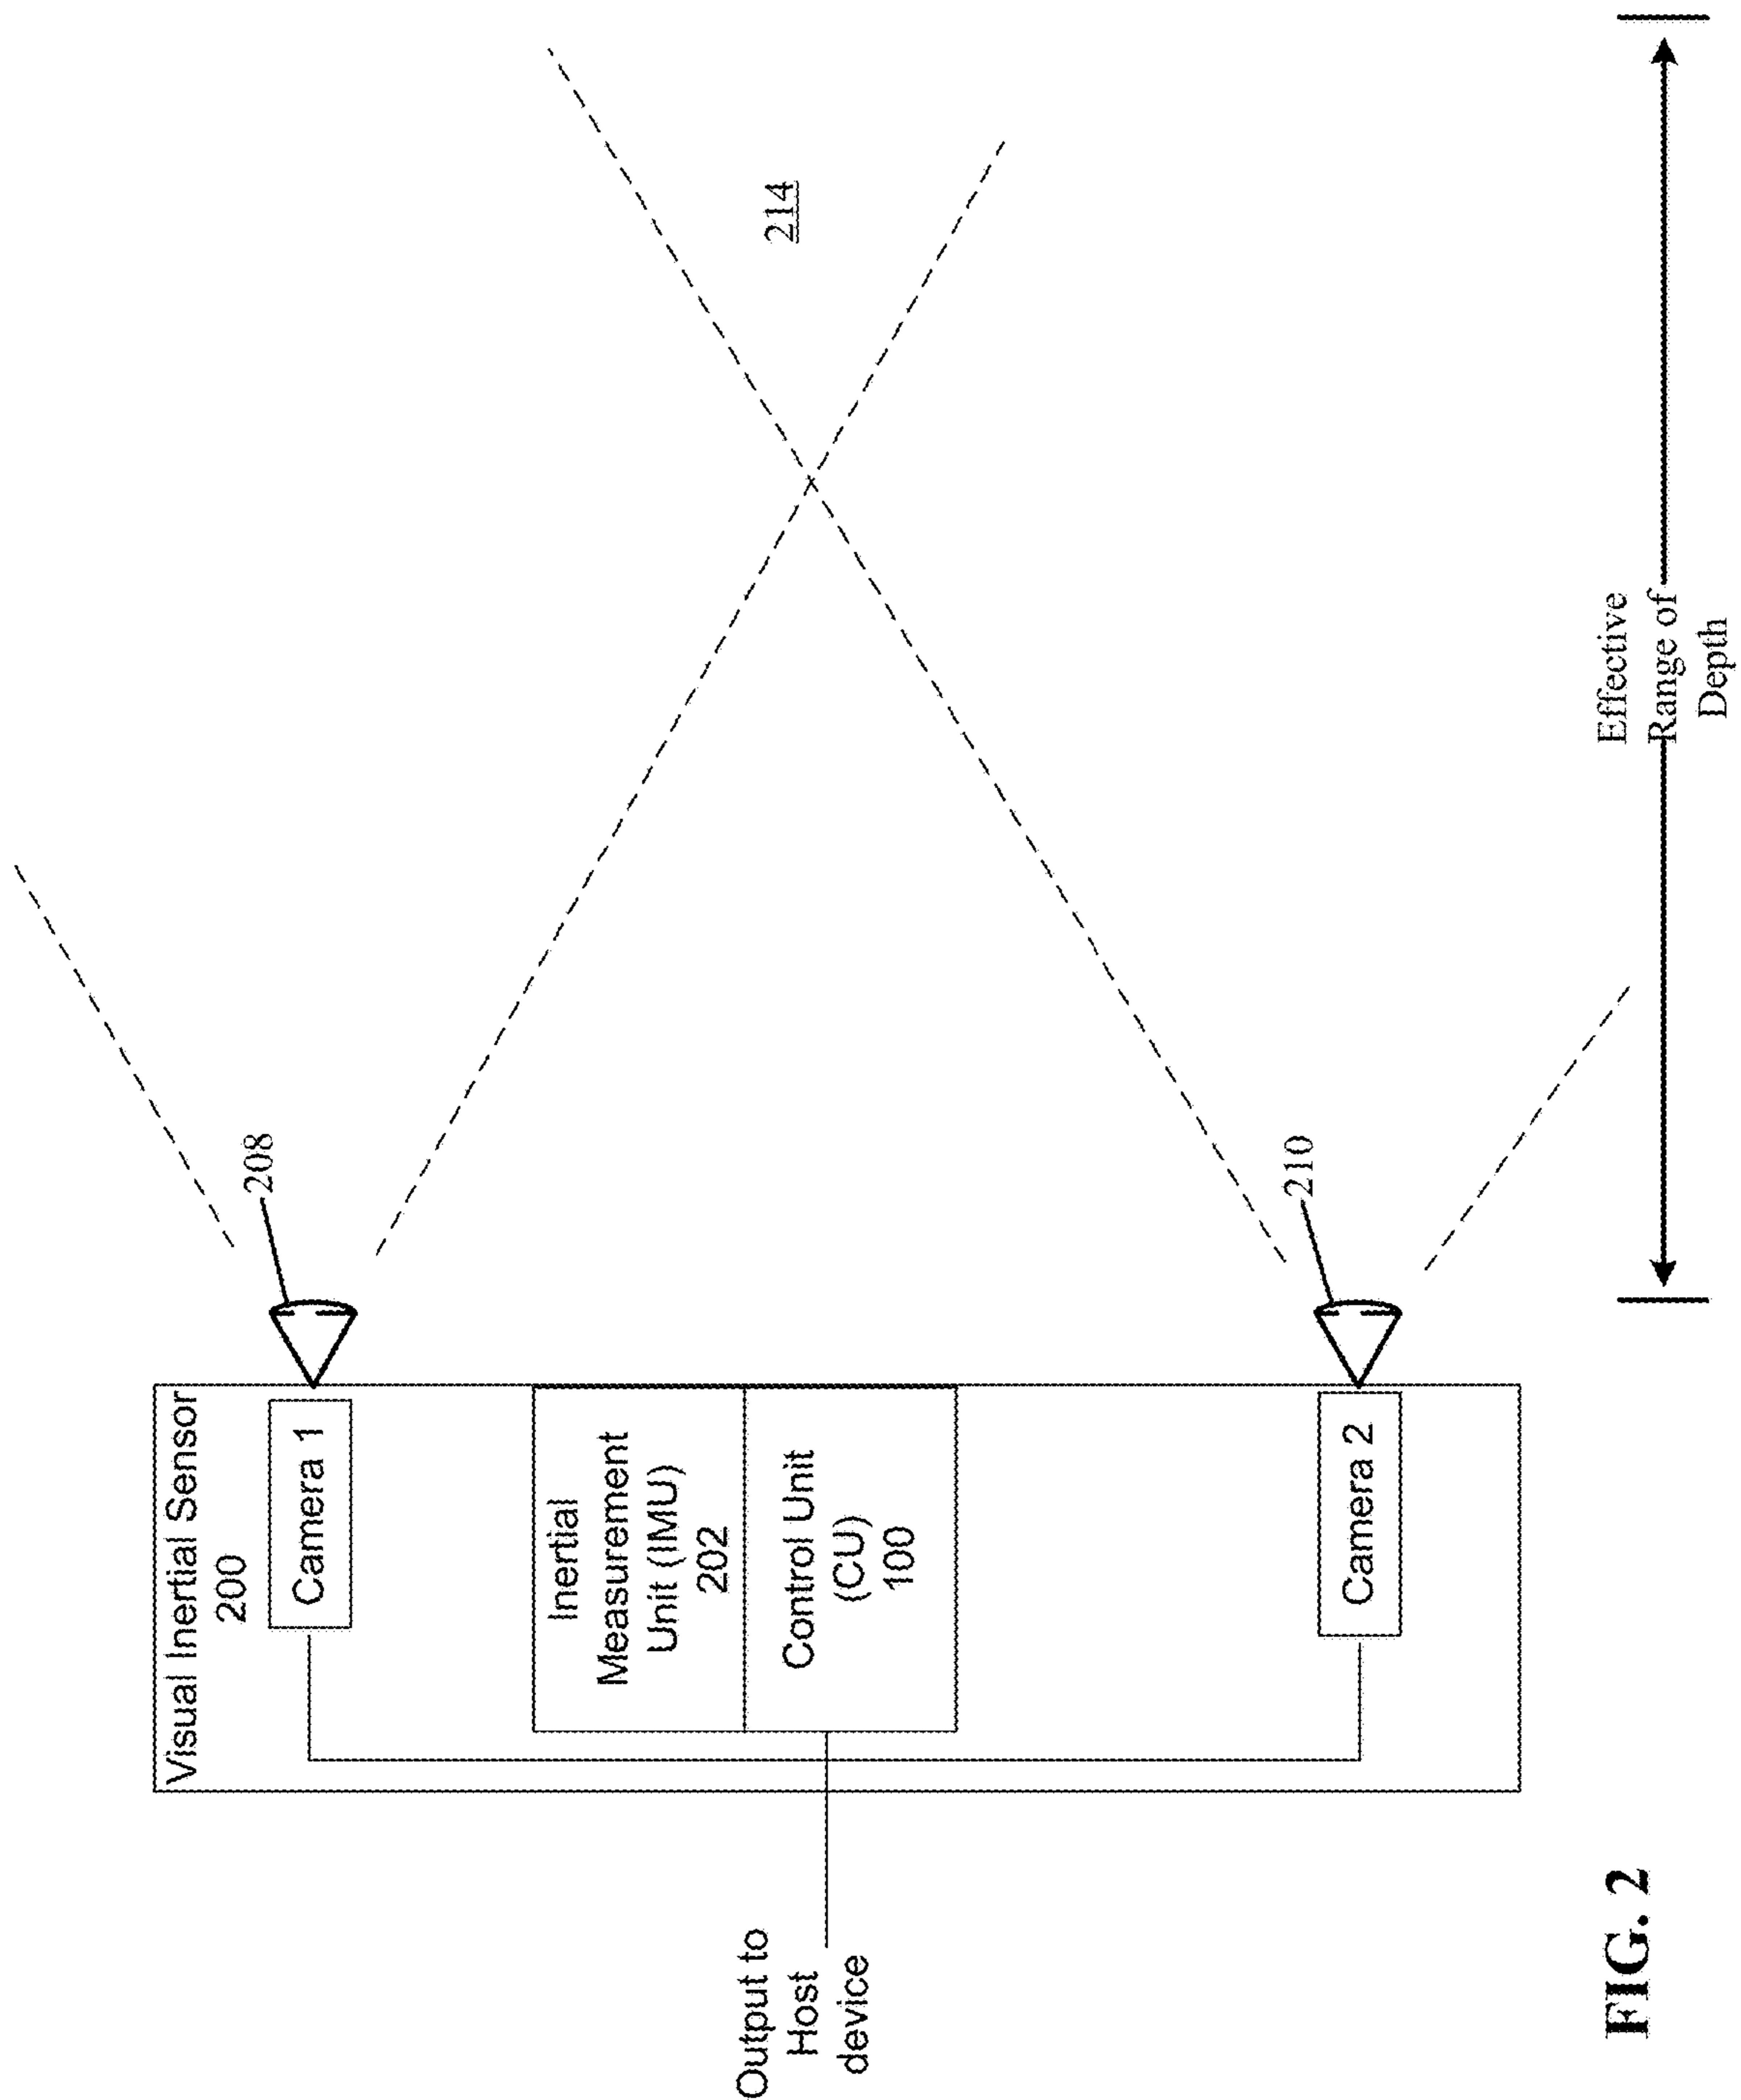 Visual Inertial Sensor
200
Camera 1
208
Inertial
Measurement
Unit (IMU)
202
Control Unit
(CU)
100
Camera 2
210
214
Output to
Host
device
Effective
Range of
Depth
FIG. 2